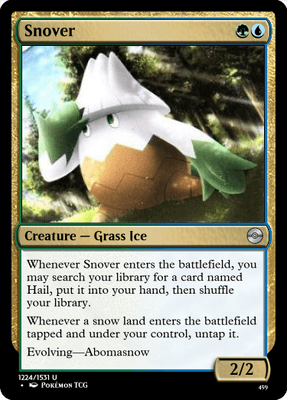 Snover
Creature — Grass Ice
Whenever Snover enters the battlefield, you
may search your library for a card named
Hail, put it into your hand, then shuffle
your library.
Whenever a snow land enters the battlefield
tapped and under your control, untap it.
Evolving—Abomasnow
2/2
1224/1531 U
• Pokémon TCG
499